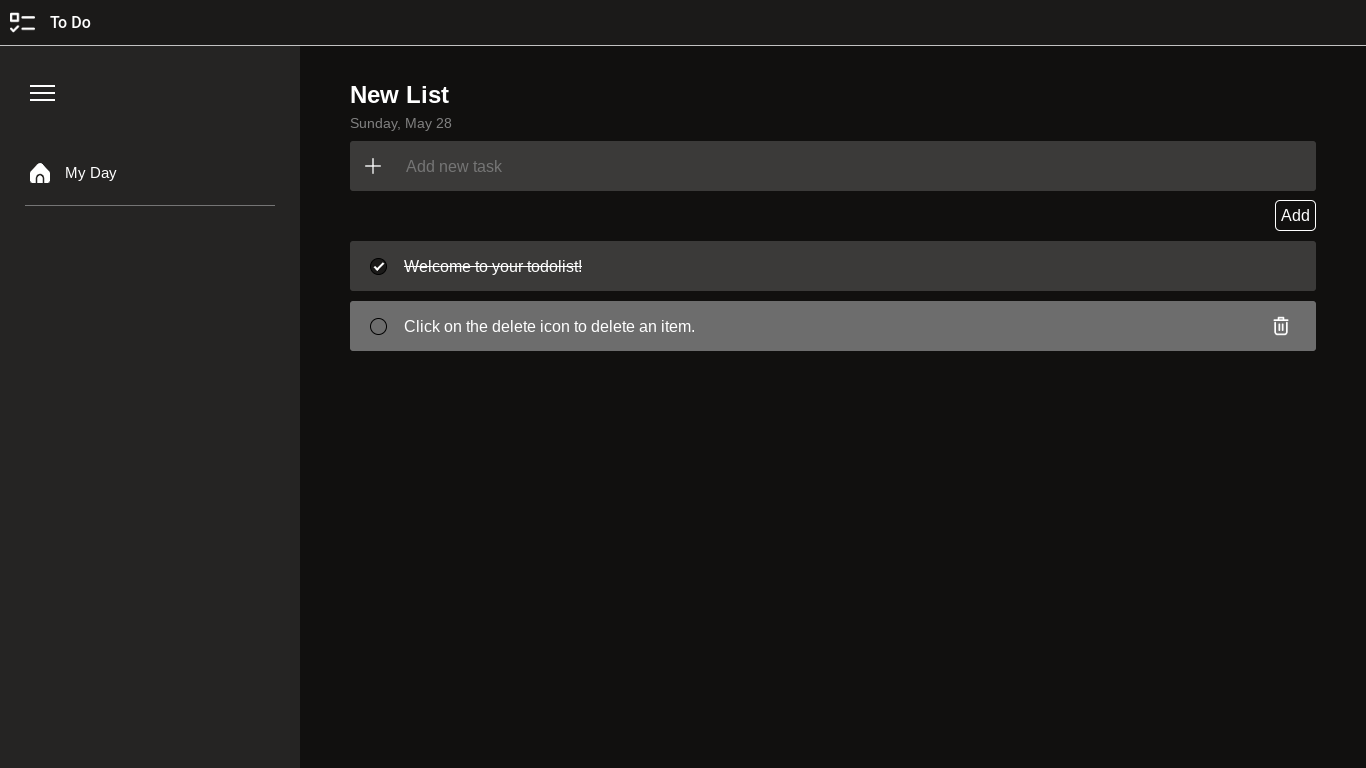 To Do
My Day
New List
Sunday, May 28
Add new task
Add
Welcome to your todolist!
Click on the delete icon to delete an item.